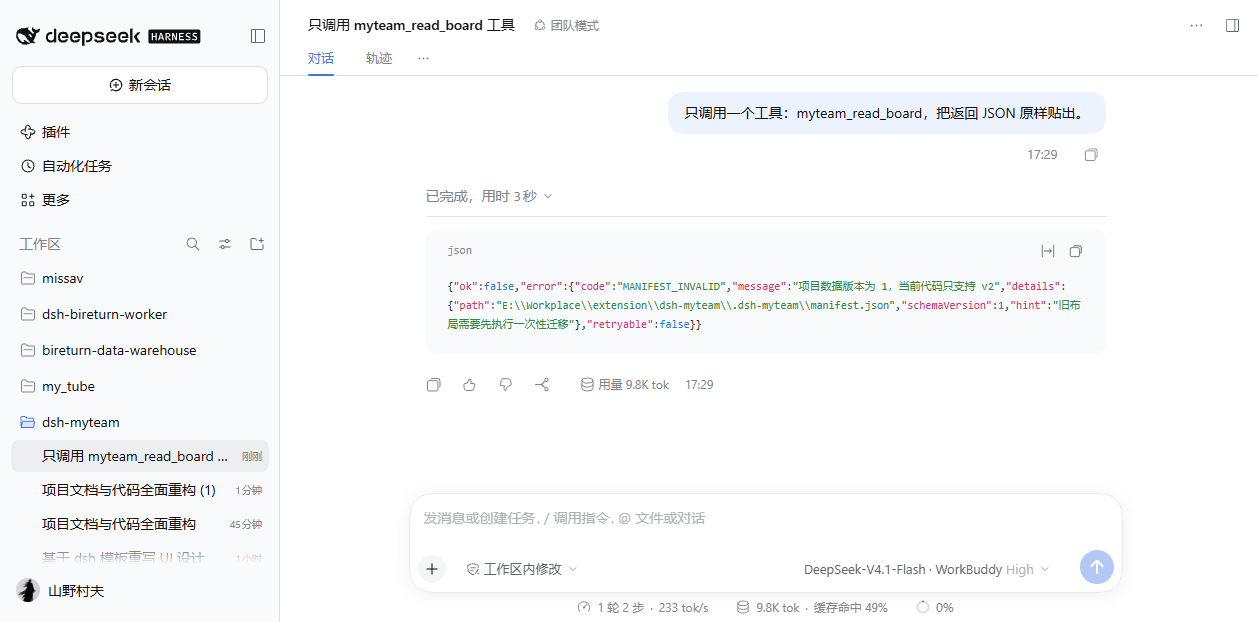 deepseek HARNESS
新会话
插件
自动化任务
更多
工作区
missav
dsh-bireturn-worker
bireturn-data-warehouse
my_tube
dsh-myteam
只调用 myteam_read_board ... 刚刚
项目文档与代码全面重构 (1) 1分钟
项目文档与代码全面重构 45分钟
基于 dsh 模板重写 UI 设计 1小时
山野村夫
只调用 myteam_read_board 工具 团队模式
对话 轨迹 ...
只调用一个工具：myteam_read_board，把返回 JSON 原样贴出。
17:29
已完成，用时 3 秒
json
{"ok":false,"error":{"code":"MANIFEST_INVALID","message":"项目数据版本为 1，当前代码只支持 v2","details":
{"path":"E:\\Workplace\\extension\\dsh-myteam\\.dsh-myteam\\manifest.json","schemaVersion":1,"hint":"旧布
局需要先执行一次性迁移"},"retryable":false}}
用量 9.8K tok 17:29
发消息或创建任务, / 调用指令, @ 文件或对话
工作区内修改
DeepSeek-V4.1-Flash · WorkBuddy High
1 轮 2 步 · 233 tok/s 9.8K tok · 缓存命中 49% 0%